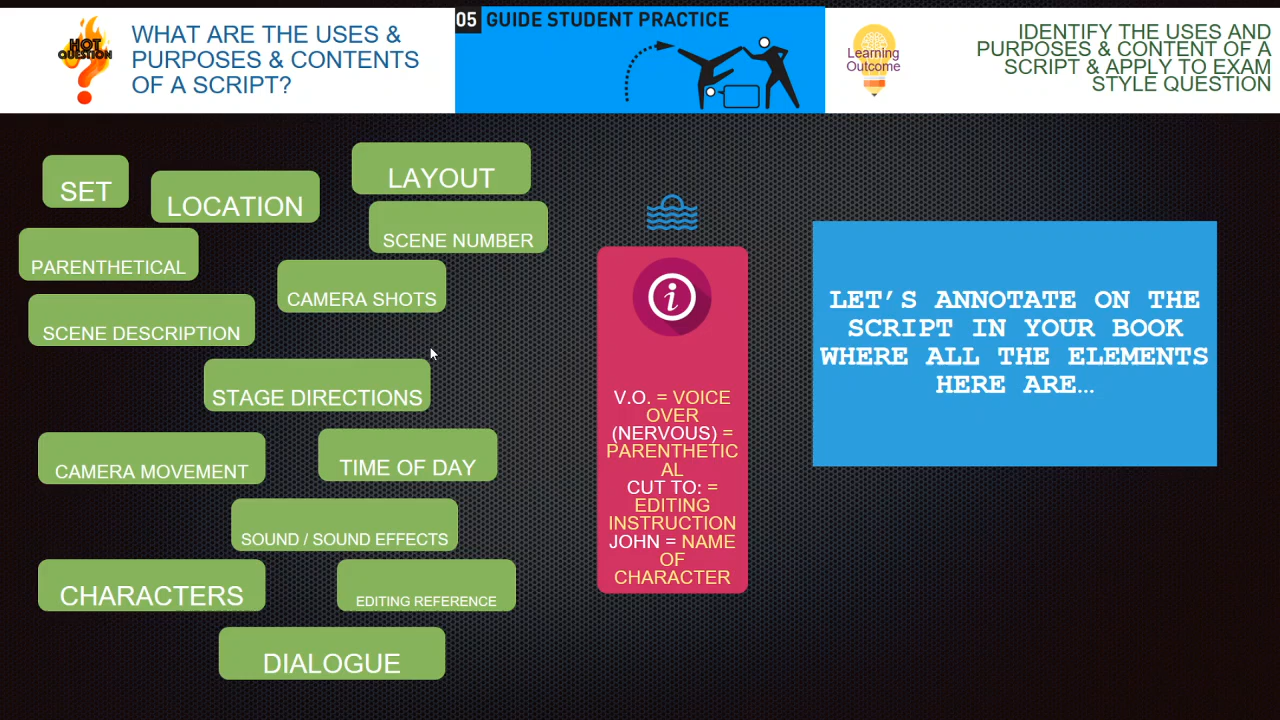 HOT
QUESTION
WHAT ARE THE USES &
PURPOSES & CONTENTS
OF A SCRIPT?
05 GUIDE STUDENT PRACTICE
Learning
Outcome
IDENTIFY THE USES AND
PURPOSES & CONTENT OF A
SCRIPT & APPLY TO EXAM
STYLE QUESTION
SET
LOCATION
LAYOUT
SCENE NUMBER
PARENTHETICAL
CAMERA SHOTS
SCENE DESCRIPTION
STAGE DIRECTIONS
CAMERA MOVEMENT
TIME OF DAY
SOUND / SOUND EFFECTS
CHARACTERS
EDITING REFERENCE
DIALOGUE
i
V.O. = VOICE
OVER
(NERVOUS) =
PARENTHETIC
AL
CUT TO: =
EDITING
INSTRUCTION
JOHN = NAME
OF
CHARACTER
LET’S ANNOTATE ON THE
SCRIPT IN YOUR BOOK
WHERE ALL THE ELEMENTS
HERE ARE…